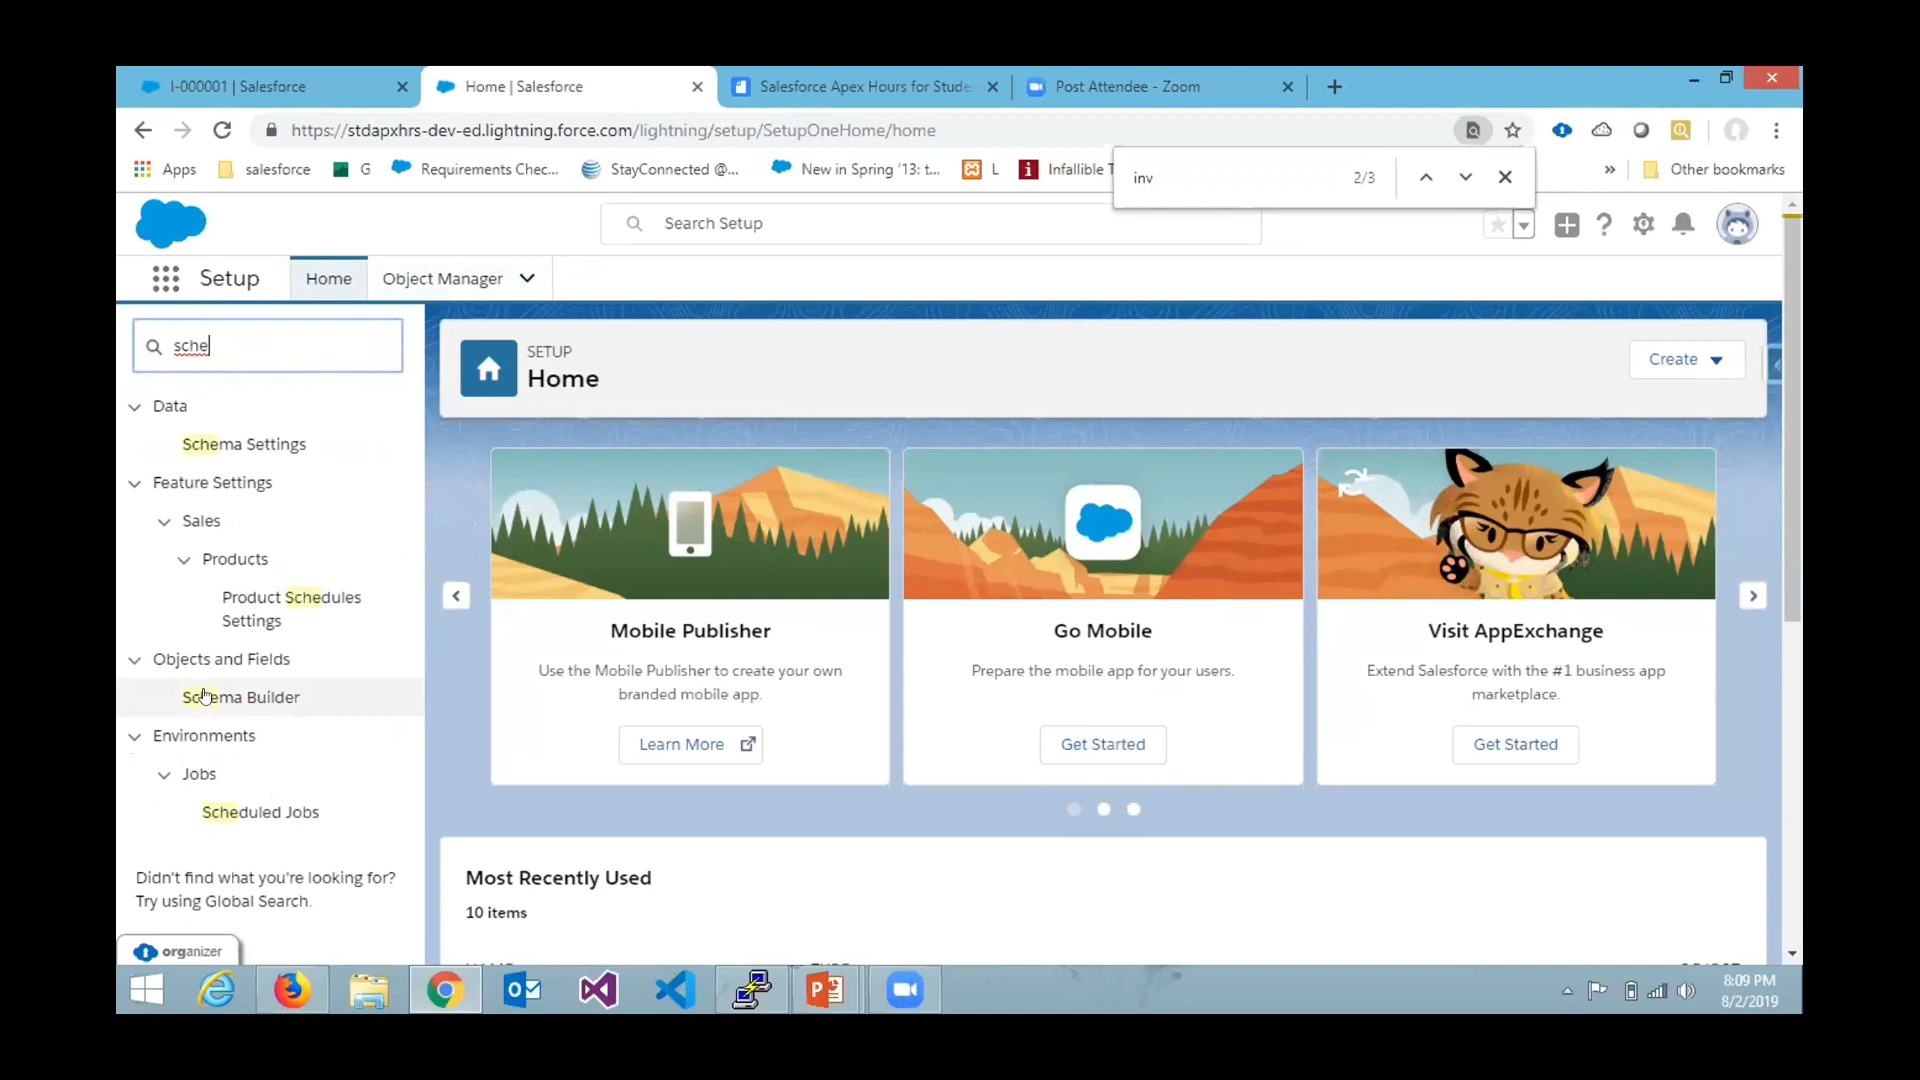 I-000001 | Salesforce
Home | Salesforce
Salesforce Apex Hours for Stude
Post Attendee - Zoom
https://stdapxhrs-dev-ed.lightning.force.com/lightning/setup/SetupOneHome/home
Apps
salesforce
G
Requirements Chec...
StayConnected @...
New in Spring '13: t...
L
Infallible T
Other bookmarks
inv
2/3
Search Setup
Setup
Home
Object Manager
sche
Data
Schema Settings
Feature Settings
Sales
Products
Product Schedules
Settings
Objects and Fields
Schema Builder
Environments
Jobs
Scheduled Jobs
Didn't find what you're looking for?
Try using Global Search.
organizer
SETUP
Home
Create
Mobile Publisher
Use the Mobile Publisher to create your own
branded mobile app.
Learn More
Go Mobile
Prepare the mobile app for your users.
Get Started
Visit AppExchange
Extend Salesforce with the #1 business app
marketplace.
Get Started
Most Recently Used
10 items
8:09 PM
8/2/2019